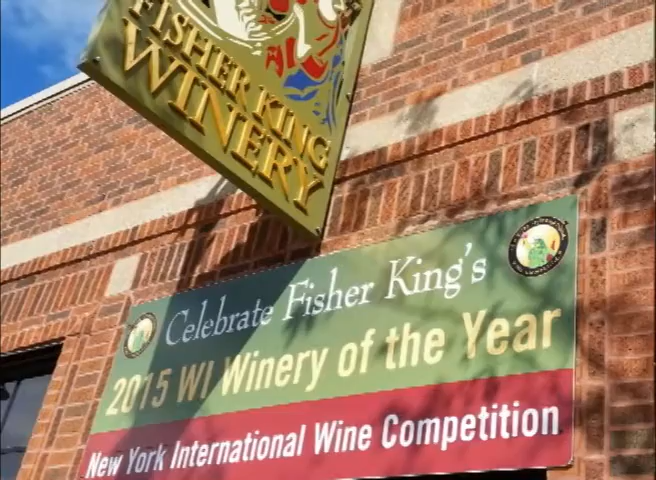 FISHER KING
WINERY
Celebrate Fisher King's
2015 WI Winery of the Year
New York International Wine Competition